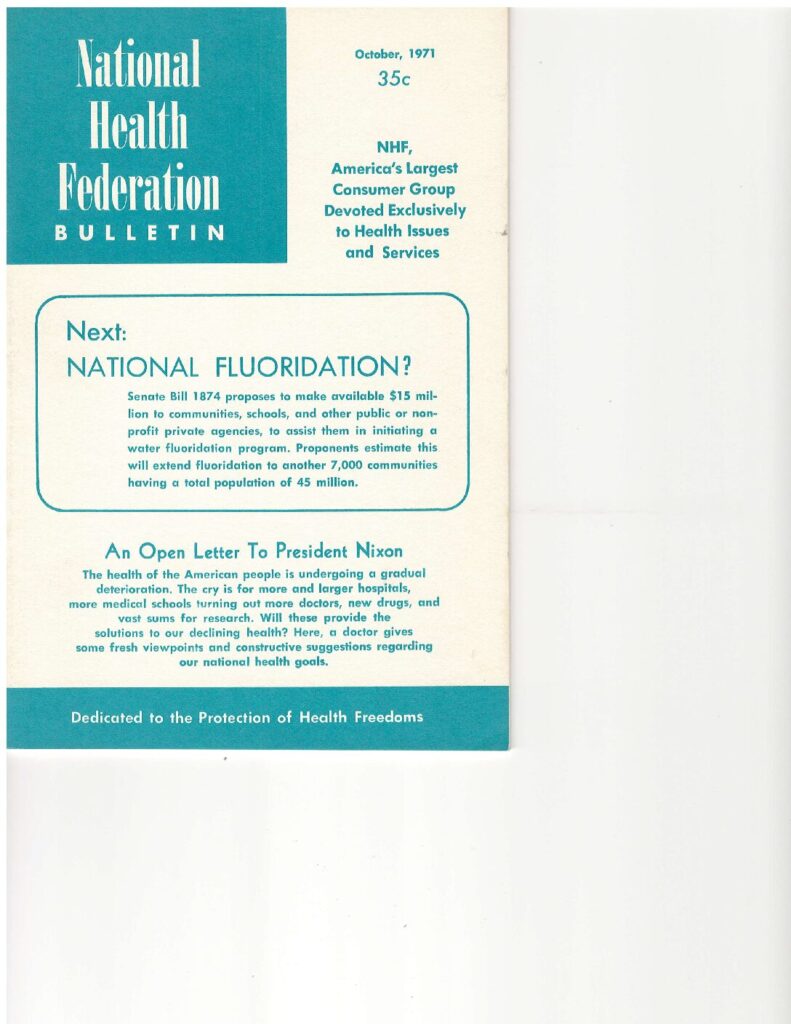 National
Health
Federation
BULLETIN
October, 1971
35c
NHF,
America's Largest
Consumer Group
Devoted Exclusively
to Health Issues
and Services
Next:
NATIONAL FLUORIDATION?
Senate Bill 1874 proposes to make available $15 mil-
lion to communities, schools, and other public or non-
profit private agencies, to assist them in initiating a
water fluoridation program. Proponents estimate this
will extend fluoridation to another 7,000 communities
having a total population of 45 million.
An Open Letter To President Nixon
The health of the American people is undergoing a gradual
deterioration. The cry is for more and larger hospitals,
more medical schools turning out more doctors, new drugs, and
vast sums for research. Will these provide the
solutions to our declining health? Here, a doctor gives
some fresh viewpoints and constructive suggestions regarding
our national health goals.
Dedicated to the Protection of Health Freedoms